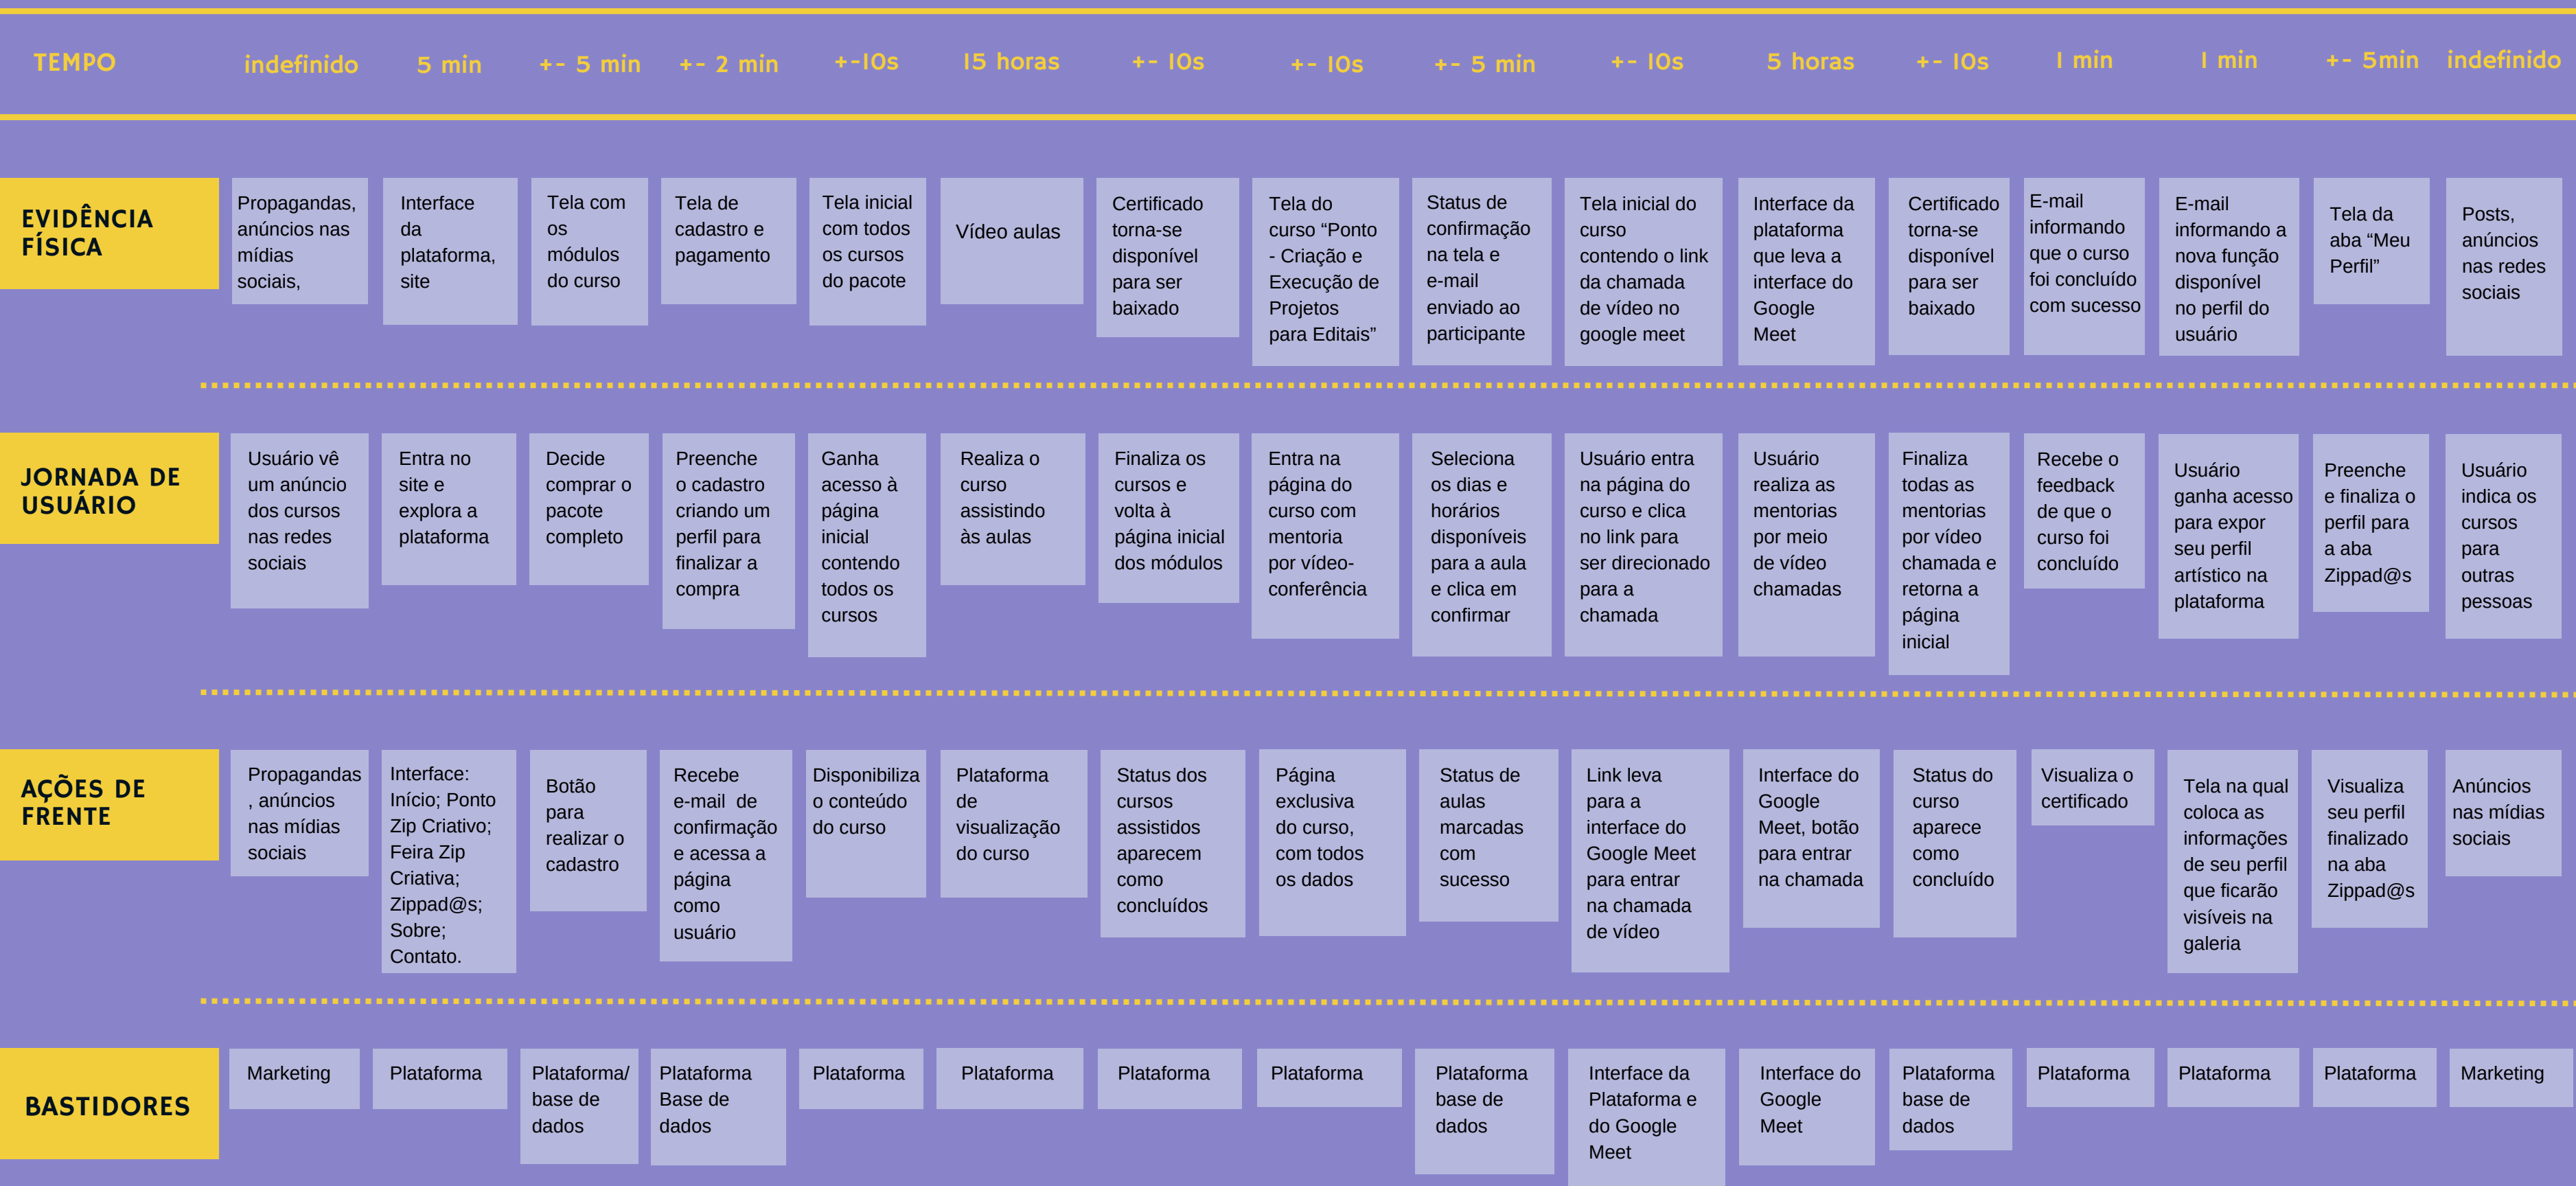 TEMPO
indefinido
5 min
+- 5 min
+- 2 min
+-10s
15 horas
+- 10s
+- 10s
+- 5 min
+- 10s
5 horas
+- 10s
1 min
1 min
+- 5min
indefinido
EVIDÊNCIA
FÍSICA
Propagandas,
anúncios nas
mídias
sociais,
Interface
da
plataforma,
site
Tela com
os
módulos
do curso
Tela de
cadastro e
pagamento
Tela inicial
com todos
os cursos
do pacote
Vídeo aulas
Certificado
torna-se
disponível
para ser
baixado
Tela do
curso “Ponto
- Criação e
Execução de
Projetos
para Editais”
Status de
confirmação
na tela e
e-mail
enviado ao
participante
Tela inicial do
curso
contendo o link
da chamada
de vídeo no
google meet
Interface da
plataforma
que leva a
interface do
Google
Meet
Certificado
torna-se
disponível
para ser
baixado
E-mail
informando
que o curso
foi concluído
com sucesso
E-mail
informando a
nova função
disponível
no perfil do
usuário
Tela da
aba “Meu
Perfil”
Posts,
anúncios
nas redes
sociais
JORNADA DE
USUÁRIO
Usuário vê
um anúncio
dos cursos
nas redes
sociais
Entra no
site e
explora a
plataforma
Decide
comprar o
pacote
completo
Preenche
o cadastro
criando um
perfil para
finalizar a
compra
Ganha
acesso à
página
inicial
contendo
todos os
cursos
Realiza o
curso
assistindo
às aulas
Finaliza os
cursos e
volta à
página inicial
dos módulos
Entra na
página do
curso com
mentoria
por vídeo-
conferência
Seleciona
os dias e
horários
disponíveis
para a aula
e clica em
confirmar
Usuário entra
na página do
curso e clica
no link para
ser direcionado
para a
chamada
Usuário
realiza as
mentorias
por meio
de vídeo
chamadas
Finaliza
todas as
mentorias
por vídeo
chamada e
retorna a
página
inicial
Recebe o
feedback
de que o
curso foi
concluído
Usuário
ganha acesso
para expor
seu perfil
artístico na
plataforma
Preenche
e finaliza o
perfil para
a aba
Zippad@s
Usuário
indica os
cursos
para
outras
pessoas
AÇÕES DE
FRENTE
Propagandas
, anúncios
nas mídias
sociais
Interface:
Início; Ponto
Zip Criativo;
Feira Zip
Criativa;
Zippad@s;
Sobre;
Contato.
Botão
para
realizar o
cadastro
Recebe
e-mail  de
confirmação
e acessa a
página
como
usuário
Disponibiliza
o conteúdo
do curso
Plataforma
de
visualização
do curso
Status dos
cursos
assistidos
aparecem
como
concluídos
Página
exclusiva
do curso,
com todos
os dados
Status de
aulas
marcadas
com
sucesso
Link leva
para a
interface do
Google Meet
para entrar
na chamada
de vídeo
Interface do
Google
Meet, botão
para entrar
na chamada
Status do
curso
aparece
como
concluído
Visualiza o
certificado
Tela na qual
coloca as
informações
de seu perfil
que ficarão
visíveis na
galeria
Visualiza
seu perfil
finalizado
na aba
Zippad@s
Anúncios
nas mídias
sociais
BASTIDORES
Marketing
Plataforma
Plataforma/
base de
dados
Plataforma
Base de
dados
Plataforma
Plataforma
Plataforma
Plataforma
Plataforma
base de
dados
Interface da
Plataforma e
do Google
Meet
Interface do
Google
Meet
Plataforma
base de
dados
Plataforma
Plataforma
Plataforma
Marketing